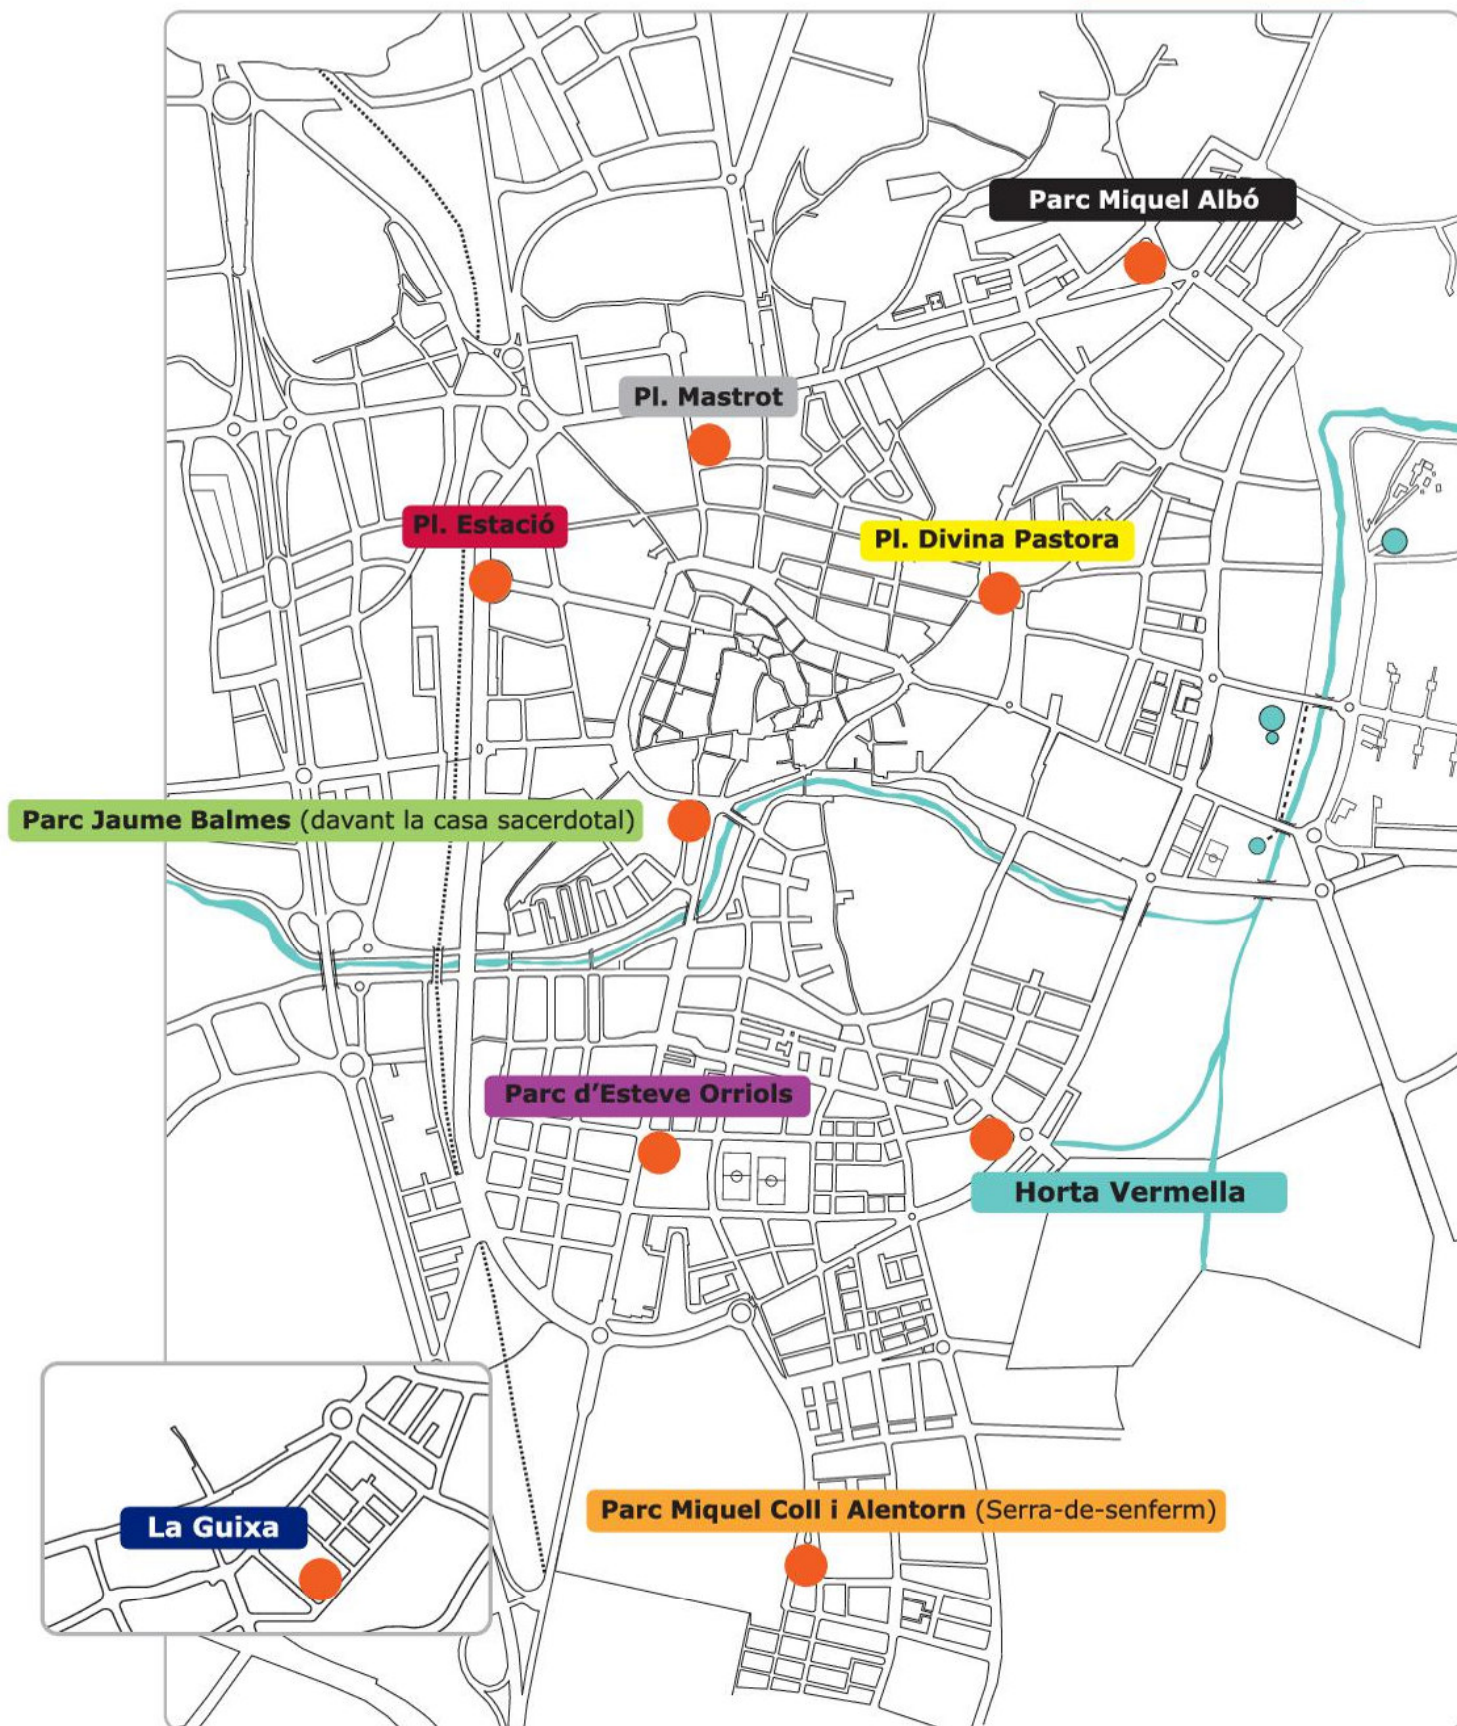 Parc Miquel Albó
Pl. Mastrot
Pl. Estació
Pl. Divina Pastora
Parc Jaume Balmes (davant la casa sacerdotal)
Parc d’Esteve Orriols
Horta Vermella
Parc Miquel Coll i Alentorn (Serra-de-senferm)
La Guixa